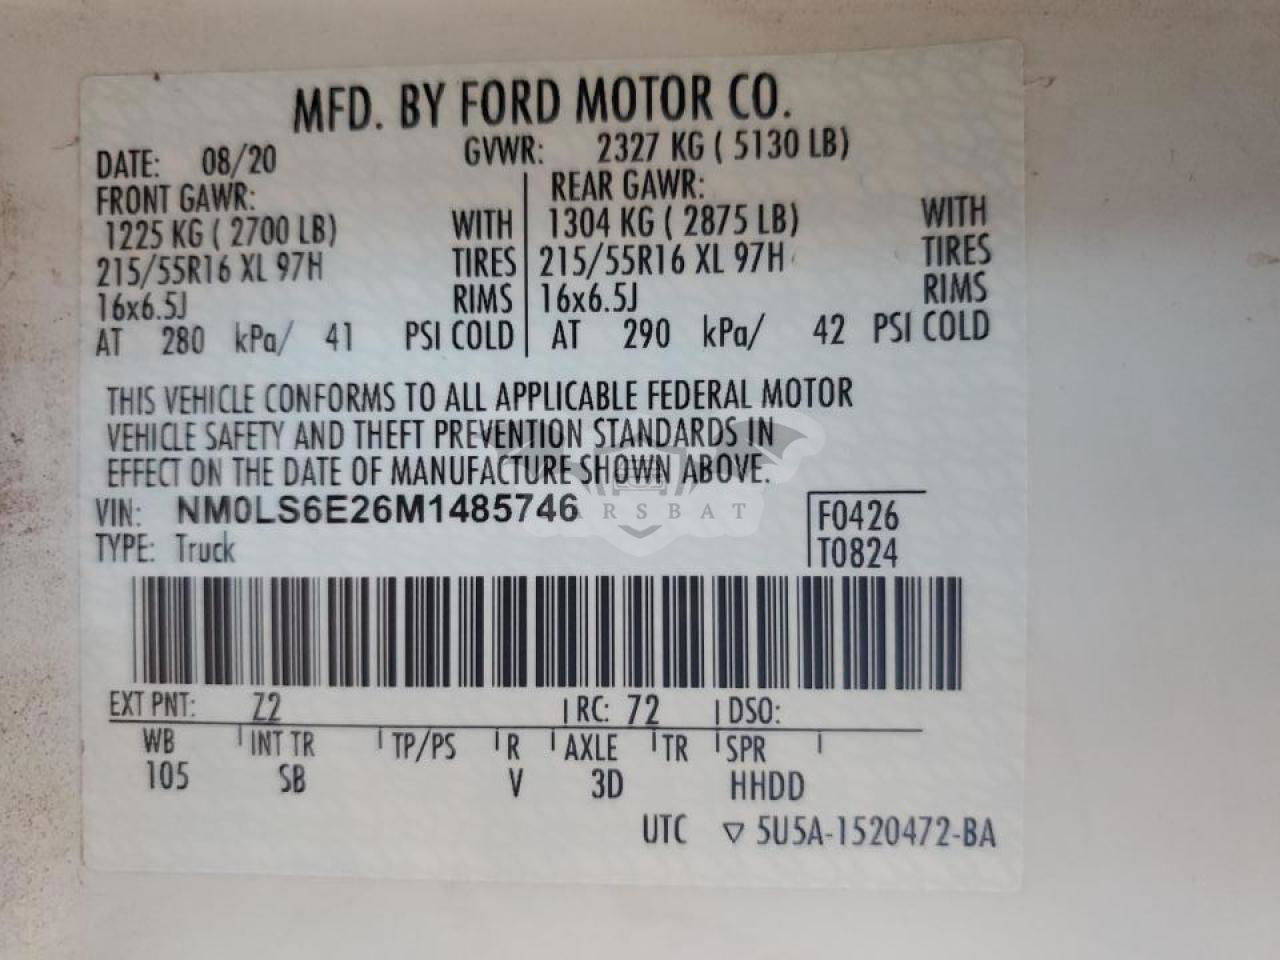 MFD. BY FORD MOTOR CO.
DATE: 08/20 GVWR: 2327 KG ( 5130 LB)
FRONT GAWR: REAR GAWR:
1225 KG ( 2700 LB) WITH 1304 KG ( 2875 LB) WITH
215/55R16 XL 97H TIRES 215/55R16 XL 97H TIRES
16x6.5J RIMS 16x6.5J RIMS
AT 280 kPa/ 41 PSI COLD AT 290 kPa/ 42 PSI COLD
THIS VEHICLE CONFORMS TO ALL APPLICABLE FEDERAL MOTOR
VEHICLE SAFETY AND THEFT PREVENTION STANDARDS IN
EFFECT ON THE DATE OF MANUFACTURE SHOWN ABOVE.
VIN: NM0LS6E26M1485746 F0426
TYPE: Truck T0824
EXT PNT: Z2 RC: 72 DSO:
WB INT TR TP/PS R AXLE TR SPR
105 SB V 3D HHDD
UTC ▽ 5U5A-1520472-BA